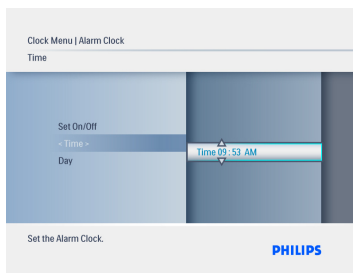 Clock Menu | Alarm Clock
Time
Set On/Off
« Time »
Time 09 : 53 AM
Day
Set the Alarm Clock.
PHILIPS